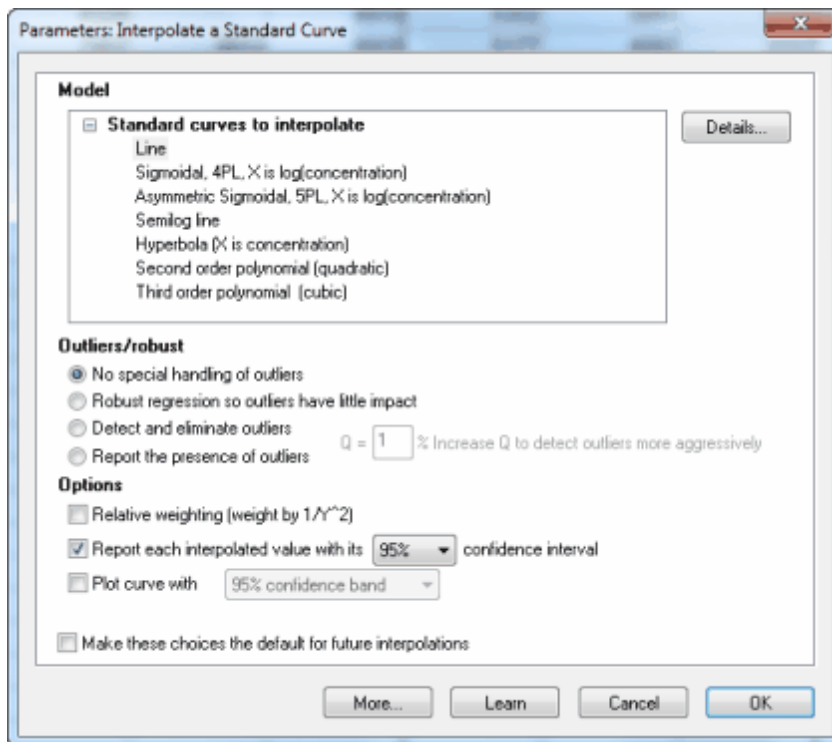 Parameters: Interpolate a Standard Curve
Model
Standard curves to interpolate
Details...
Line
Sigmoidal, 4PL, X is log(concentration)
Asymmetric Sigmoidal, 5PL, X is log(concentration)
Semilog line
Hyperbola (X is concentration)
Second order polynomial (quadratic)
Third order polynomial (cubic)
Outliers/robust
No special handling of outliers
Robust regression so outliers have little impact
Detect and eliminate outliers
Q = 1 % Increase Q to detect outliers more aggressively
Report the presence of outliers
Options
Relative weighting (weight by 1/Y^2)
Report each interpolated value with its 95% confidence interval
Plot curve with 95% confidence band
Make these choices the default for future interpolations
More... Learn Cancel OK